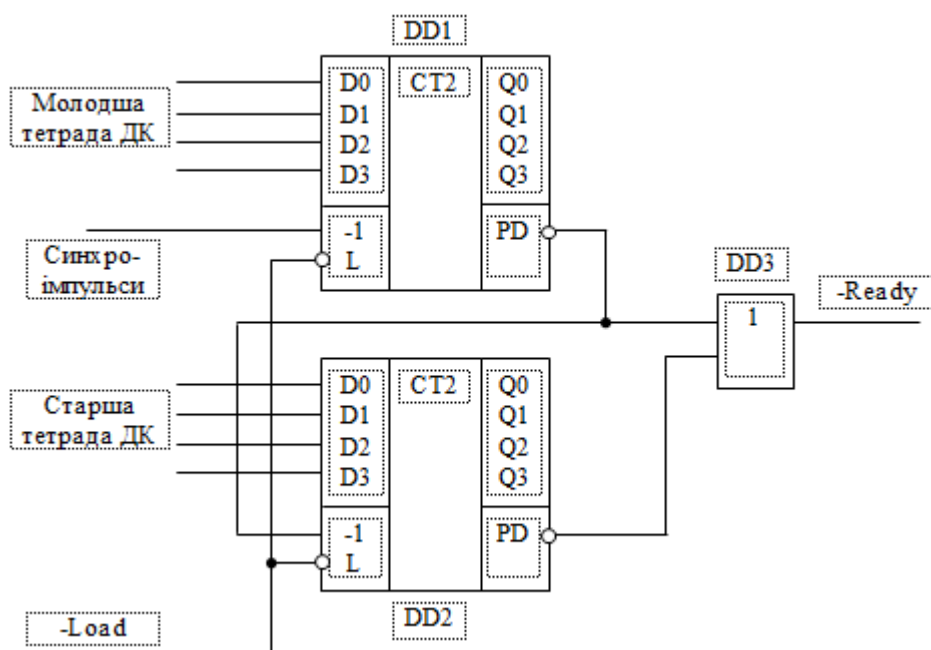 DD1
D0 CT2 Q0
Молодша D1 Q1
тетрада ДК D2 Q2
D3 Q3
-1 PD
Синхро- L
імпульси
DD3
-Ready
1
D0 CT2 Q0
Старша D1 Q1
тетрада ДК D2 Q2
D3 Q3
-1 PD
L
-Load
DD2